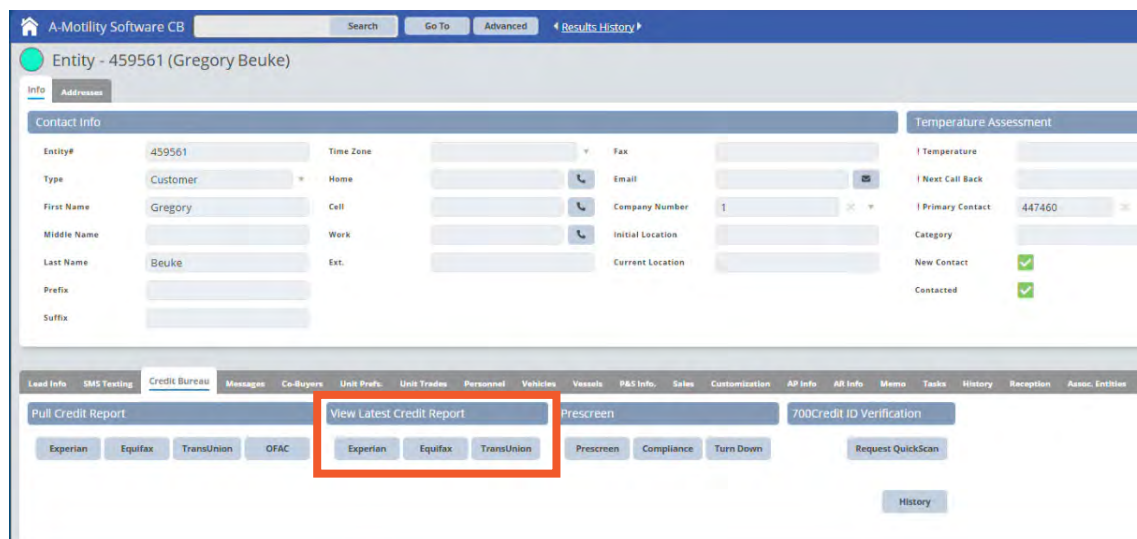 A-Motility Software CB Search Go To Advanced Results History
Entity - 459561 (Gregory Beuke)
Info Addresses
Contact Info Temperature Assessment
Entity# 459561 Time Zone Fax ! Temperature
Type Customer Home Email ! Next Call Back
First Name Gregory Cell Company Number 1 ! Primary Contact 447460
Middle Name Work Initial Location Category
Last Name Beuke Ext. Current Location New Contact
Prefix Contacted
Suffix
Lead Info SMS Texting Credit Bureau Messages Co-Buyers Unit Prefs. Unit Trades Personnel Vehicles Vessels P&S Info. Sales Customization AP Info AR Info Memo Tasks History Reception Assoc. Entities
Pull Credit Report View Latest Credit Report Prescreen 700Credit ID Verification
Experian Equifax TransUnion OFAC Experian Equifax TransUnion Prescreen Compliance Turn Down Request QuickScan
History